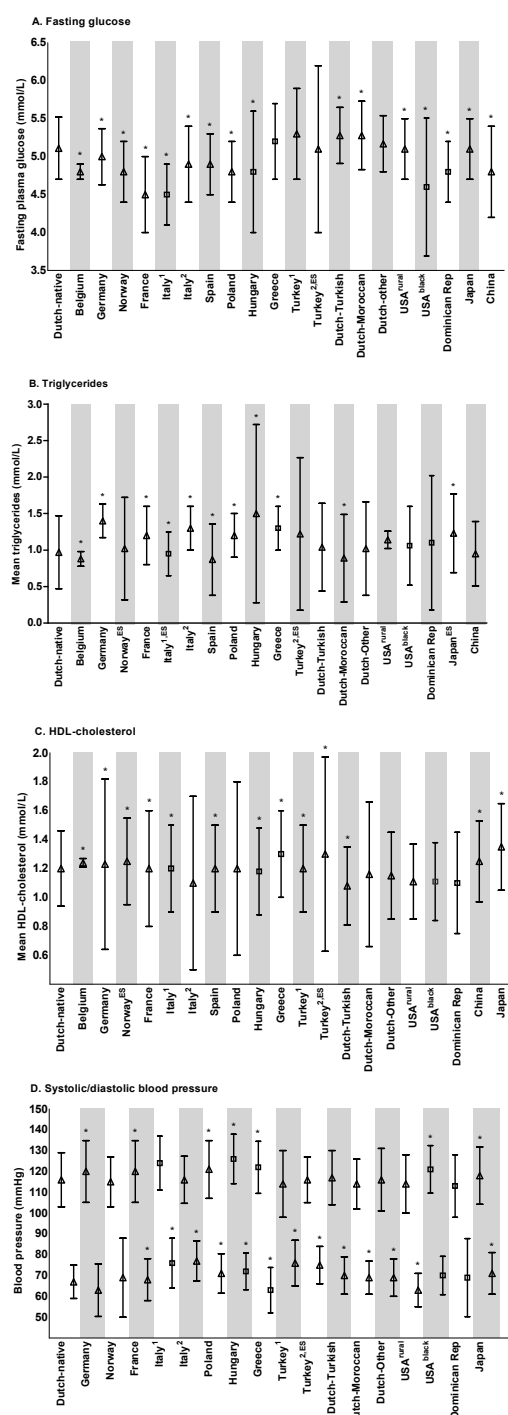 A. Fasting glucose
Fasting plasma glucose (mmol/L)
6.5
6.0
5.5
5.0
4.5
4.0
3.5
Dutch-native
Belgium
Germany
Norway
France
Italy¹
Italy²
Spain
Poland
Hungary
Greece
Turkey¹
Turkey²,ᴱˢ
Dutch-Turkish
Dutch-Moroccan
Dutch-other
USAʳᵘʳᵃˡ
USAᵇˡᵃᶜᵏ
Dominican Rep
Japan
China
B. Triglycerides
Mean triglycerides (mmol/L)
3.0
2.5
2.0
1.5
1.0
0.5
0.0
Dutch-native
Belgium
Germany
Norwayᴱˢ
France
Italy¹,ᴱˢ
Italy²
Spain
Poland
Hungary
Greece
Turkey²,ᴱˢ
Dutch-Turkish
Dutch-Moroccan
Dutch-Other
USAʳᵘʳᵃˡ
USAᵇˡᵃᶜᵏ
Dominican Rep
Japanᴱˢ
China
C. HDL-cholesterol
Mean HDL-cholesterol (mmol/L)
2.0
1.8
1.6
1.4
1.2
1.0
0.8
0.6
Dutch-native
Belgium
Germany
Norwayᴱˢ
France
Italy¹
Italy²
Spain
Poland
Hungary
Greece
Turkey¹
Turkey²,ᴱˢ
Dutch-Turkish
Dutch-Moroccan
Dutch-Other
USAʳᵘʳᵃˡ
USAᵇˡᵃᶜᵏ
Dominican Rep
China
Japan
D. Systolic/diastolic blood pressure
Blood pressure (mmHg)
150
140
130
120
110
100
90
80
70
60
50
Dutch-native
Germany
Norway
France
Italy¹
Italy²
Poland
Hungary
Greece
Turkey¹
Turkey²,ᴱˢ
Dutch-Turkish
utch-Moroccan
Dutch-Other
USAʳᵘʳᵃˡ
USAᵇˡᵃᶜᵏ
ominican Rep
Japan